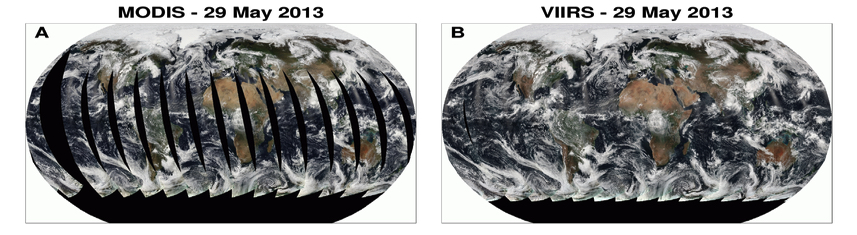 MODIS - 29 May 2013
VIIRS - 29 May 2013
A
B